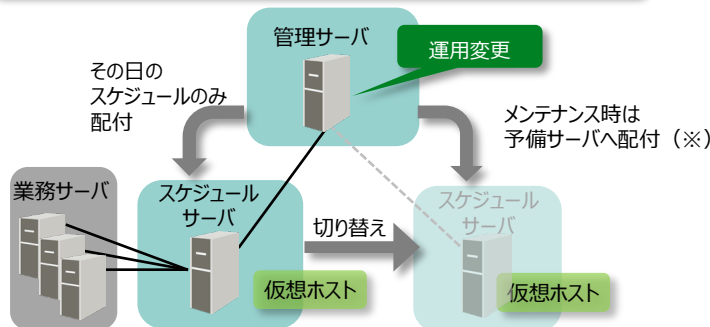 管理サーバ
運用変更
その日の
スケジュールのみ
配付
メンテナンス時は
予備サーバへ配付（※）
業務サーバ
スケジュール
サーバ
切り替え
スケジュール
サーバ
仮想ホスト
仮想ホスト